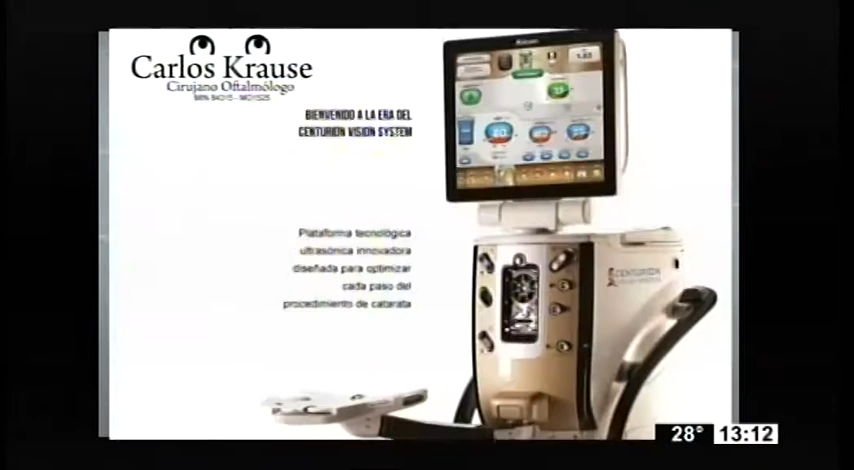 Carlos Krause
Cirujano Oftalmólogo
BIENVENIDO A LA ERA DEL
CENTURION VISION SYSTEM
Plataforma tecnológica
ultrasónica innovadora
diseñada para optimizar
cada paso del
procedimiento de catarata
CENTURION
28° 13:12